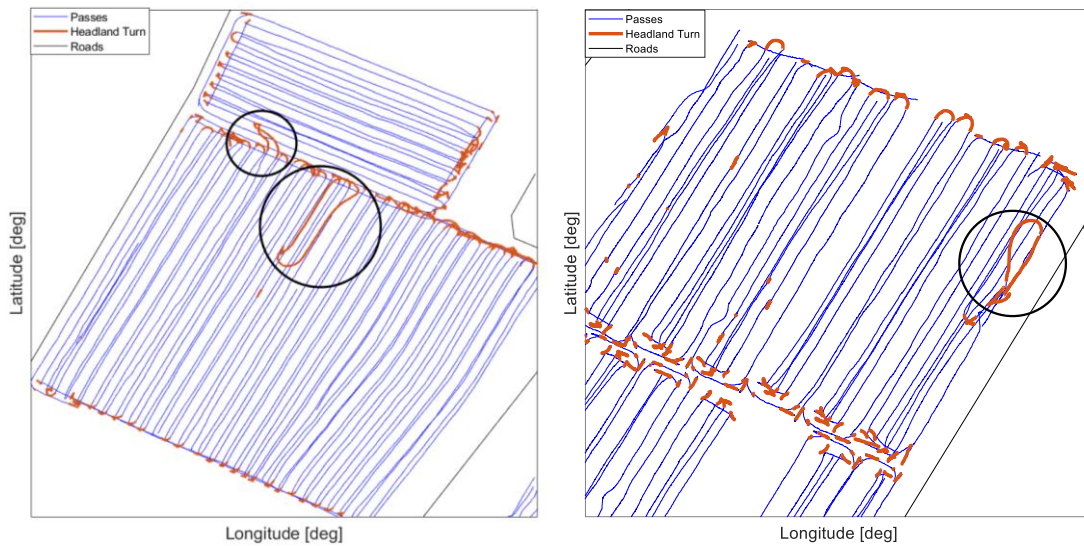 Passes
Headland Turn
Roads
Latitude [deg]
Longitude [deg]
Passes
Headland Turn
Roads
Latitude [deg]
Longitude [deg]